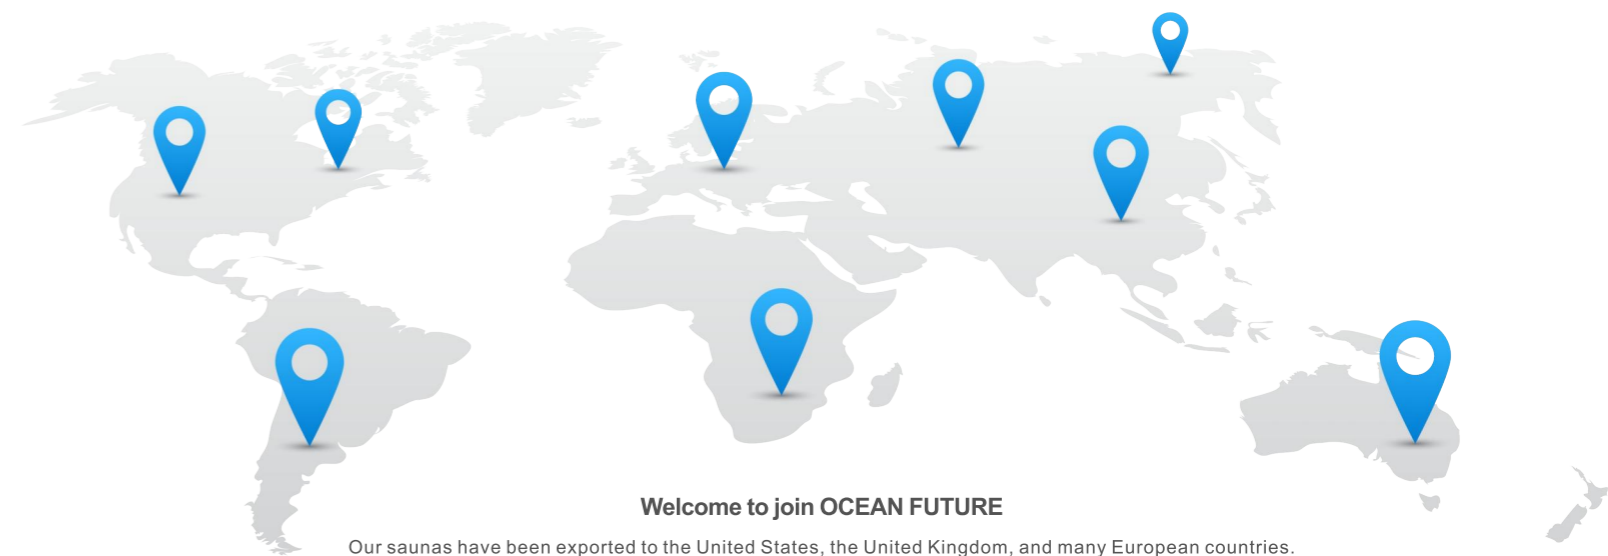 Welcome to join OCEAN FUTURE
Our saunas have been exported to the United States, the United Kingdom, and many European countries.